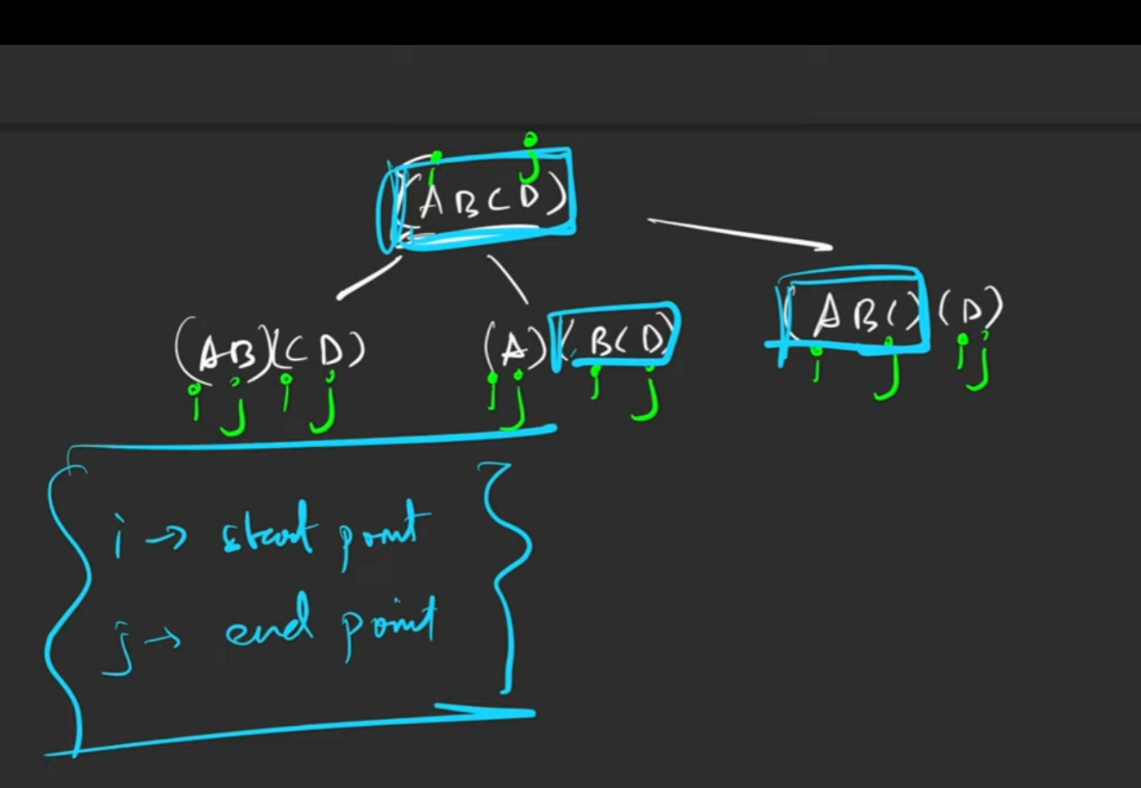 i j
(ABCD)
(AB)(CD) (A)(BCD) (ABC)(D)
i j i j i j i j i j i j
i → start point
j → end point